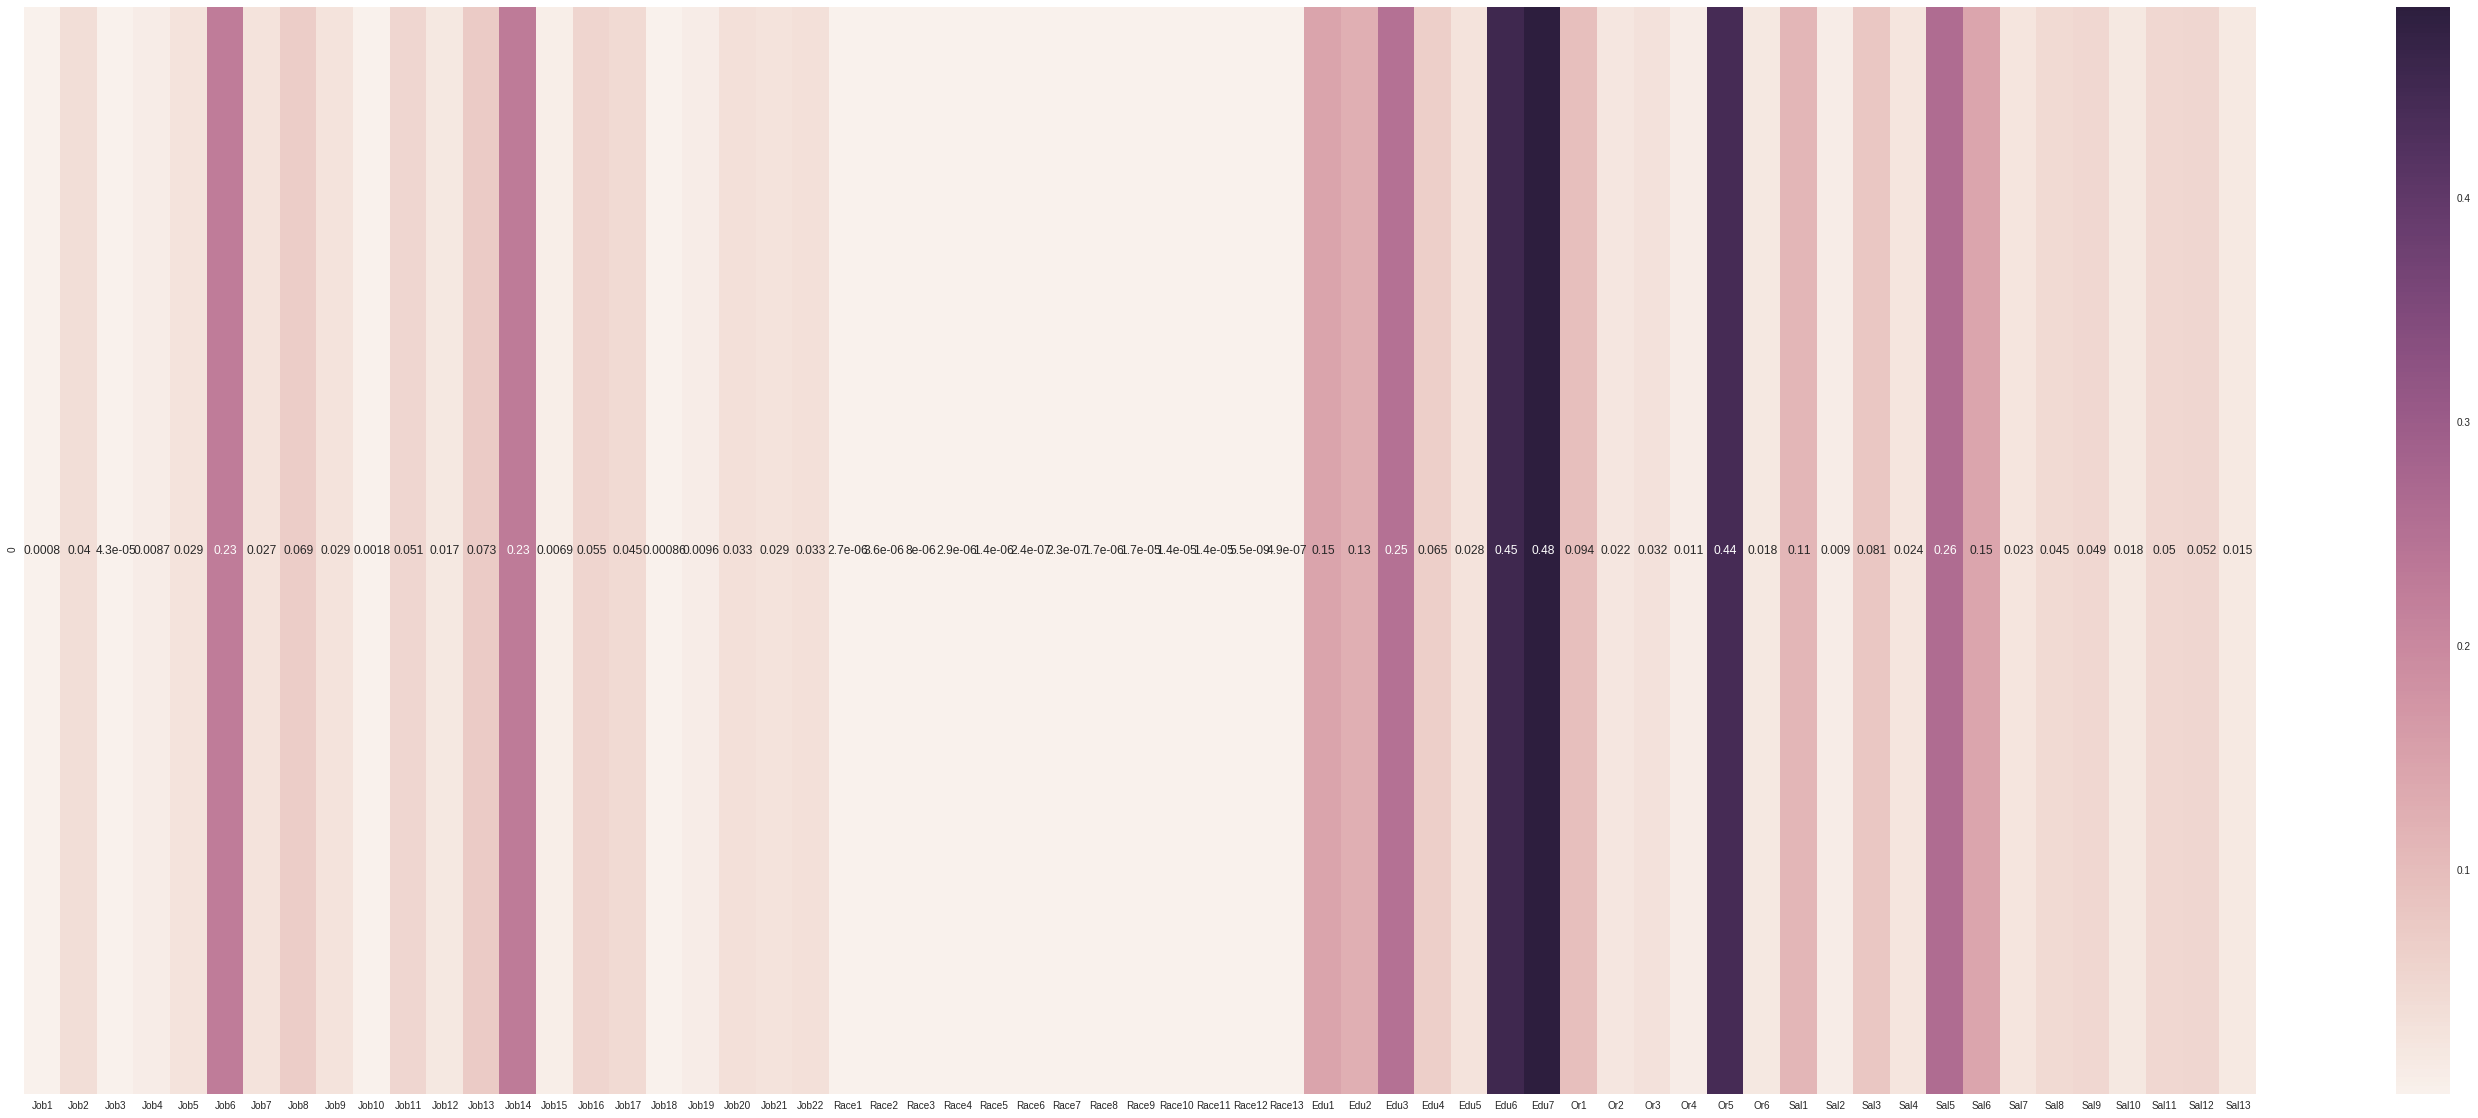 0.4
0.3
0.2
0.1
0
0.0008 0.04 4.3e-05 0.0087 0.029 0.23 0.027 0.069 0.029 0.0018 0.051 0.017 0.073 0.23 0.0069 0.055 0.045 0.00086 0.0096 0.033 0.029 0.033 2.7e-06 3.6e-06 8e-06 2.9e-06 1.4e-06 2.4e-07 2.3e-07 1.7e-06 1.7e-05 1.4e-05 1.4e-05 5.5e-09 4.9e-07 0.15 0.13 0.25 0.065 0.028 0.45 0.48 0.094 0.022 0.032 0.011 0.44 0.018 0.11 0.009 0.081 0.024 0.26 0.15 0.023 0.045 0.049 0.018 0.05 0.052 0.015
Job1 Job2 Job3 Job4 Job5 Job6 Job7 Job8 Job9 Job10 Job11 Job12 Job13 Job14 Job15 Job16 Job17 Job18 Job19 Job20 Job21 Job22 Race1 Race2 Race3 Race4 Race5 Race6 Race7 Race8 Race9 Race10 Race11 Race12 Race13 Edu1 Edu2 Edu3 Edu4 Edu5 Edu6 Edu7 Or1 Or2 Or3 Or4 Or5 Or6 Sal1 Sal2 Sal3 Sal4 Sal5 Sal6 Sal7 Sal8 Sal9 Sal10 Sal11 Sal12 Sal13